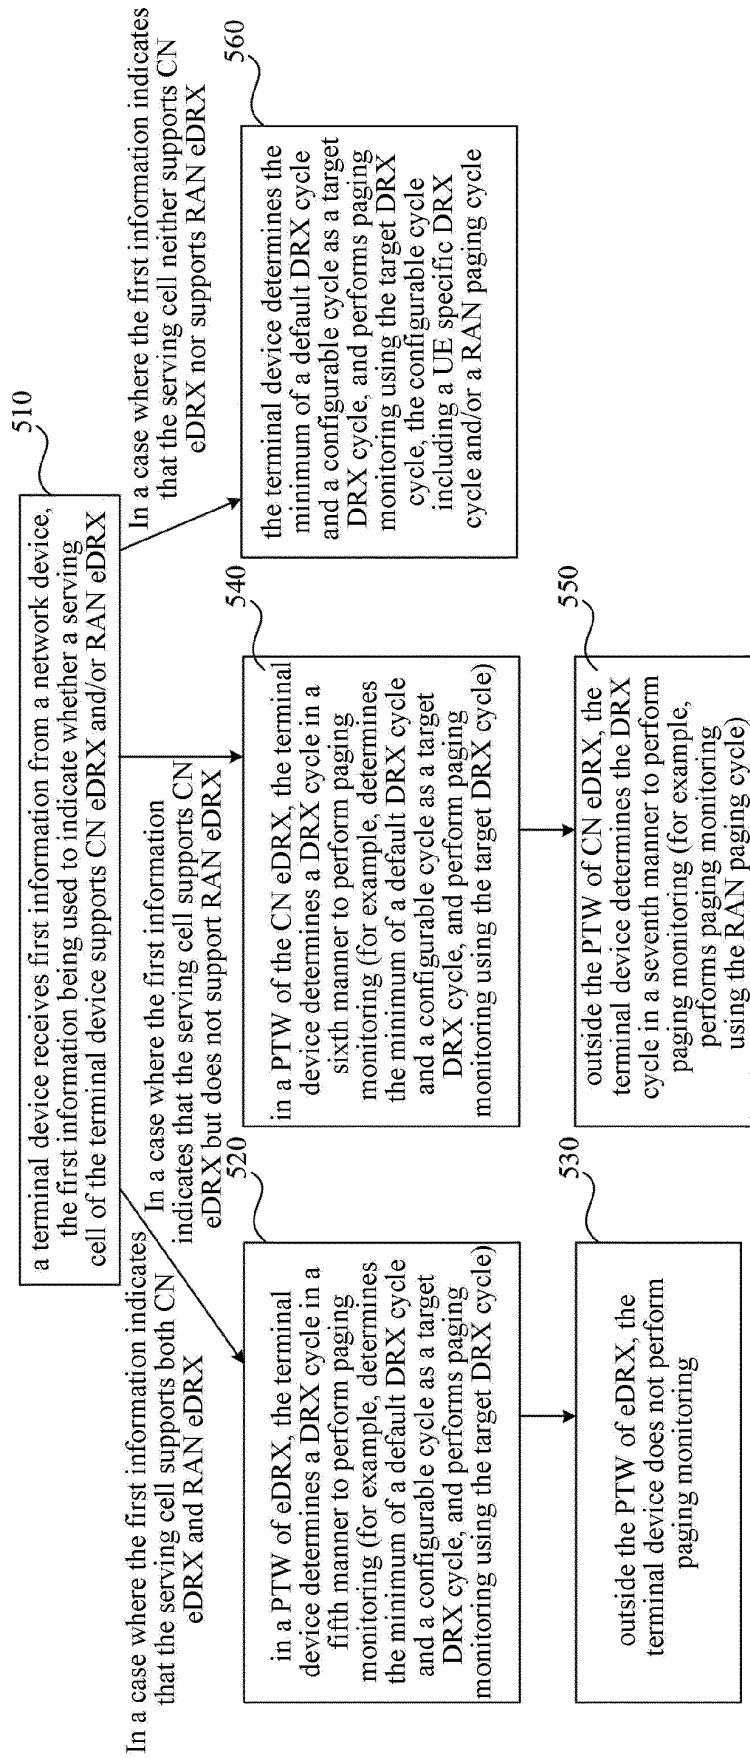 510
a terminal device receives first information from a network device,
the first information being used to indicate whether a serving
cell of the terminal device supports CN eDRX and/or RAN eDRX
In a case where the first information indicates
that the serving cell supports both CN
eDRX and RAN eDRX
In a case where the first information
indicates that the serving cell supports CN
eDRX but does not support RAN eDRX
In a case where the first information indicates
that the serving cell neither supports CN
eDRX nor supports RAN eDRX
520
in a PTW of eDRX, the terminal
device determines a DRX cycle in a
fifth manner to perform paging
monitoring (for example, determines
the minimum of a default DRX cycle
and a configurable cycle as a target
DRX cycle, and performs paging
monitoring using the target DRX cycle)
540
in a PTW of the CN eDRX, the terminal
device determines a DRX cycle in a
sixth manner to perform paging
monitoring (for example, determines
the minimum of a default DRX cycle
and a configurable cycle as a target
DRX cycle, and perform paging
monitoring using the target DRX cycle)
560
the terminal device determines the
minimum of a default DRX cycle
and a configurable cycle as a target
DRX cycle, and performs paging
monitoring using the target DRX
cycle, the configurable cycle
including a UE specific DRX
cycle and/or a RAN paging cycle
530
outside the PTW of eDRX, the
terminal device does not perform
paging monitoring
550
outside the PTW of CN eDRX, the
terminal device determines the DRX
cycle in a seventh manner to perform
paging monitoring (for example,
performs paging monitoring
using the RAN paging cycle)